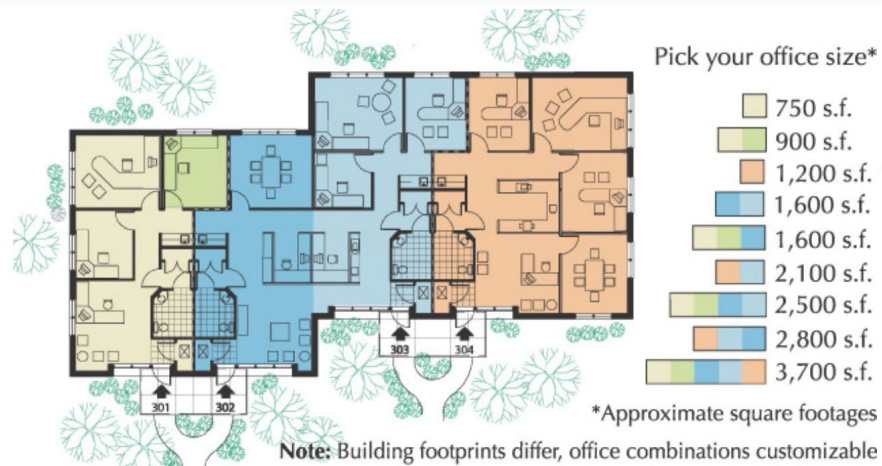 Pick your office size*
750 s.f.
900 s.f.
1,200 s.f.
1,600 s.f.
1,600 s.f.
2,100 s.f.
2,500 s.f.
2,800 s.f.
3,700 s.f.
303
304
301
302
*Approximate square footages
Note: Building footprints differ, office combinations customizable